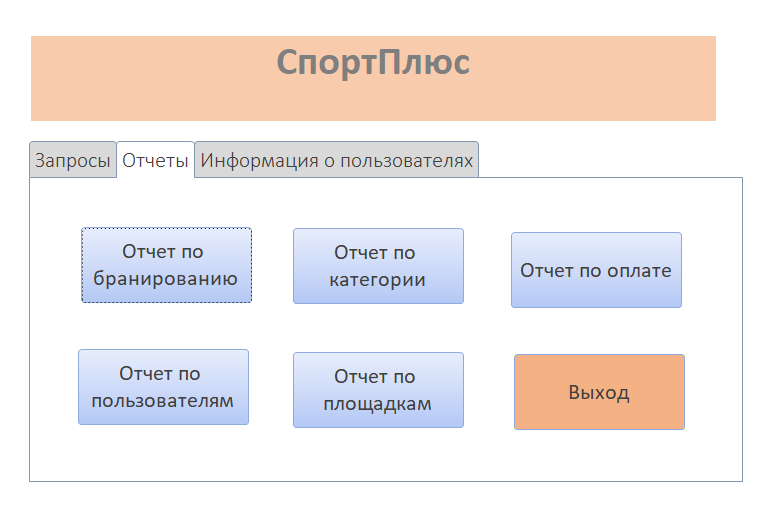 СпортПлюс
Запросы Отчеты Информация о пользователях
Отчет по
бранированию
Отчет по
категории
Отчет по оплате
Отчет по
пользователям
Отчет по
площадкам
Выход